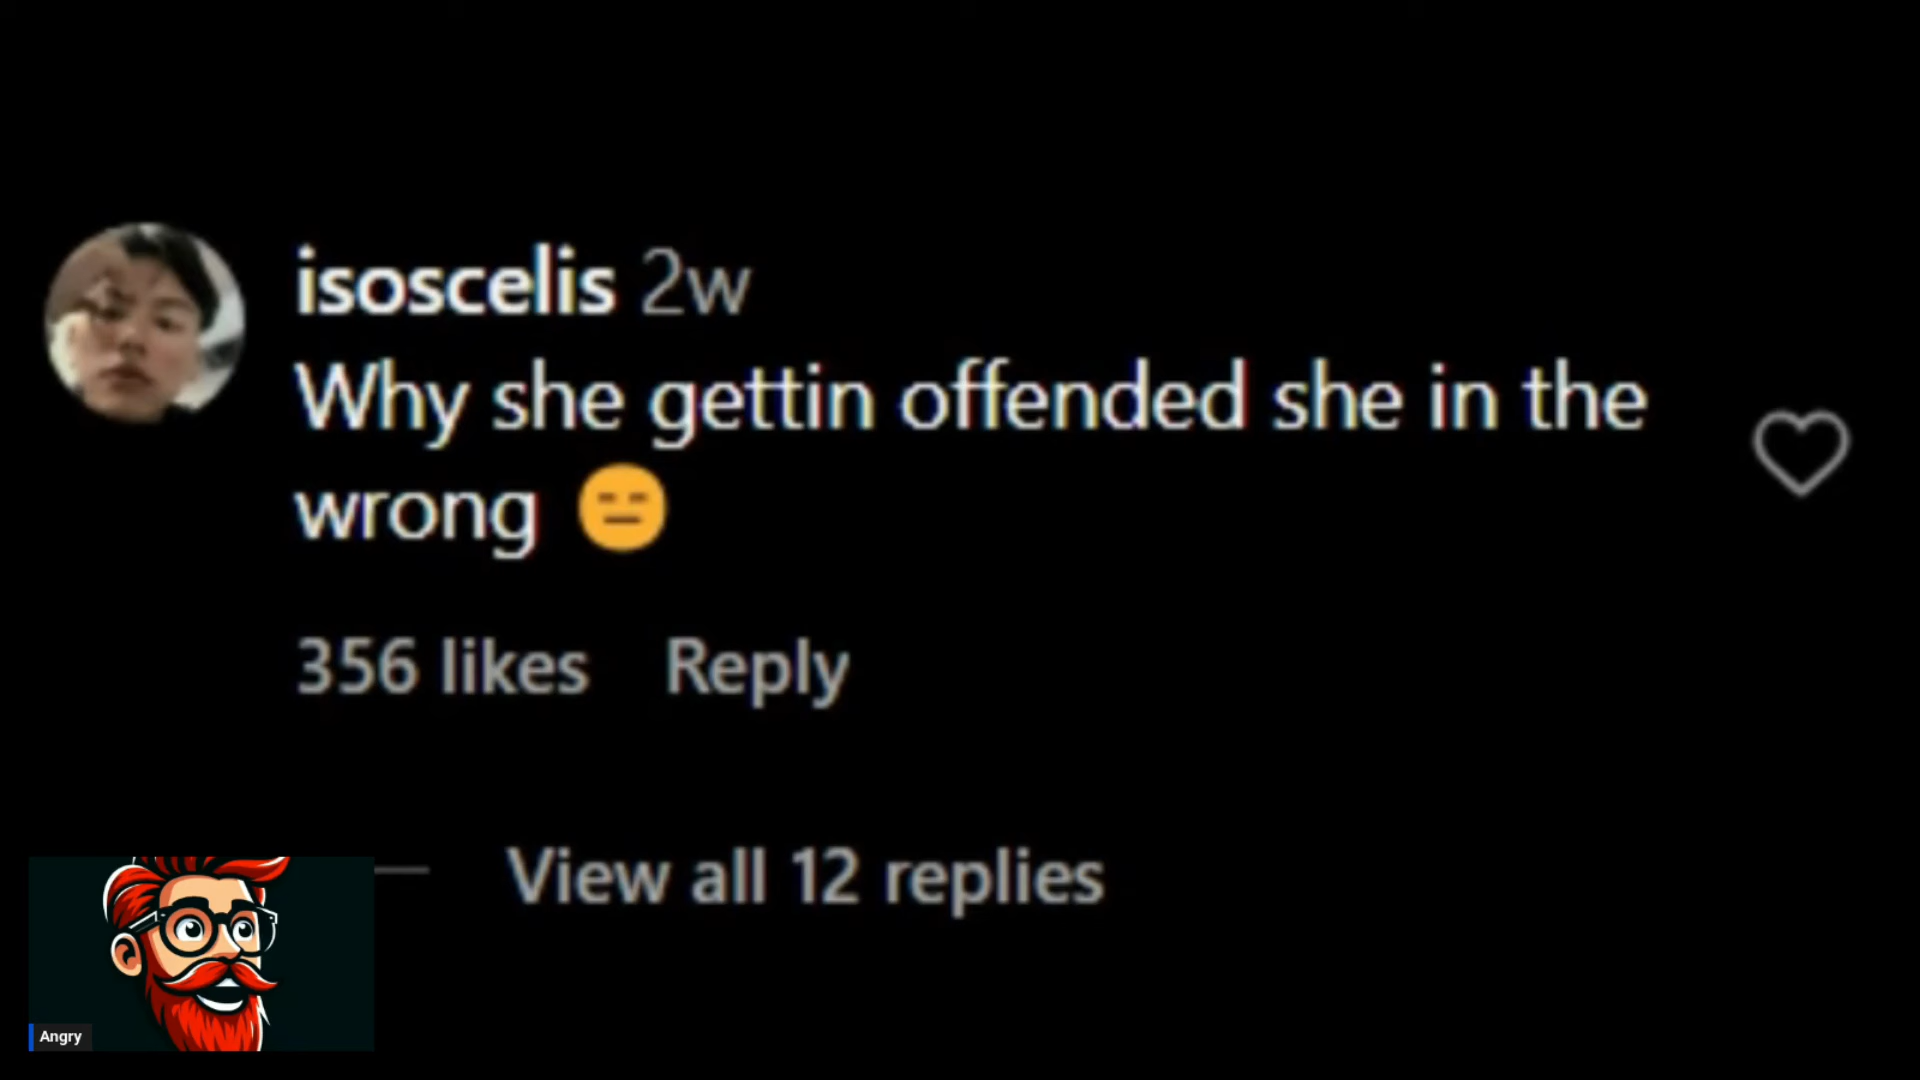 isoscelis 2w
Why she gettin offended she in the
wrong 😑
356 likes Reply
View all 12 replies
Angry